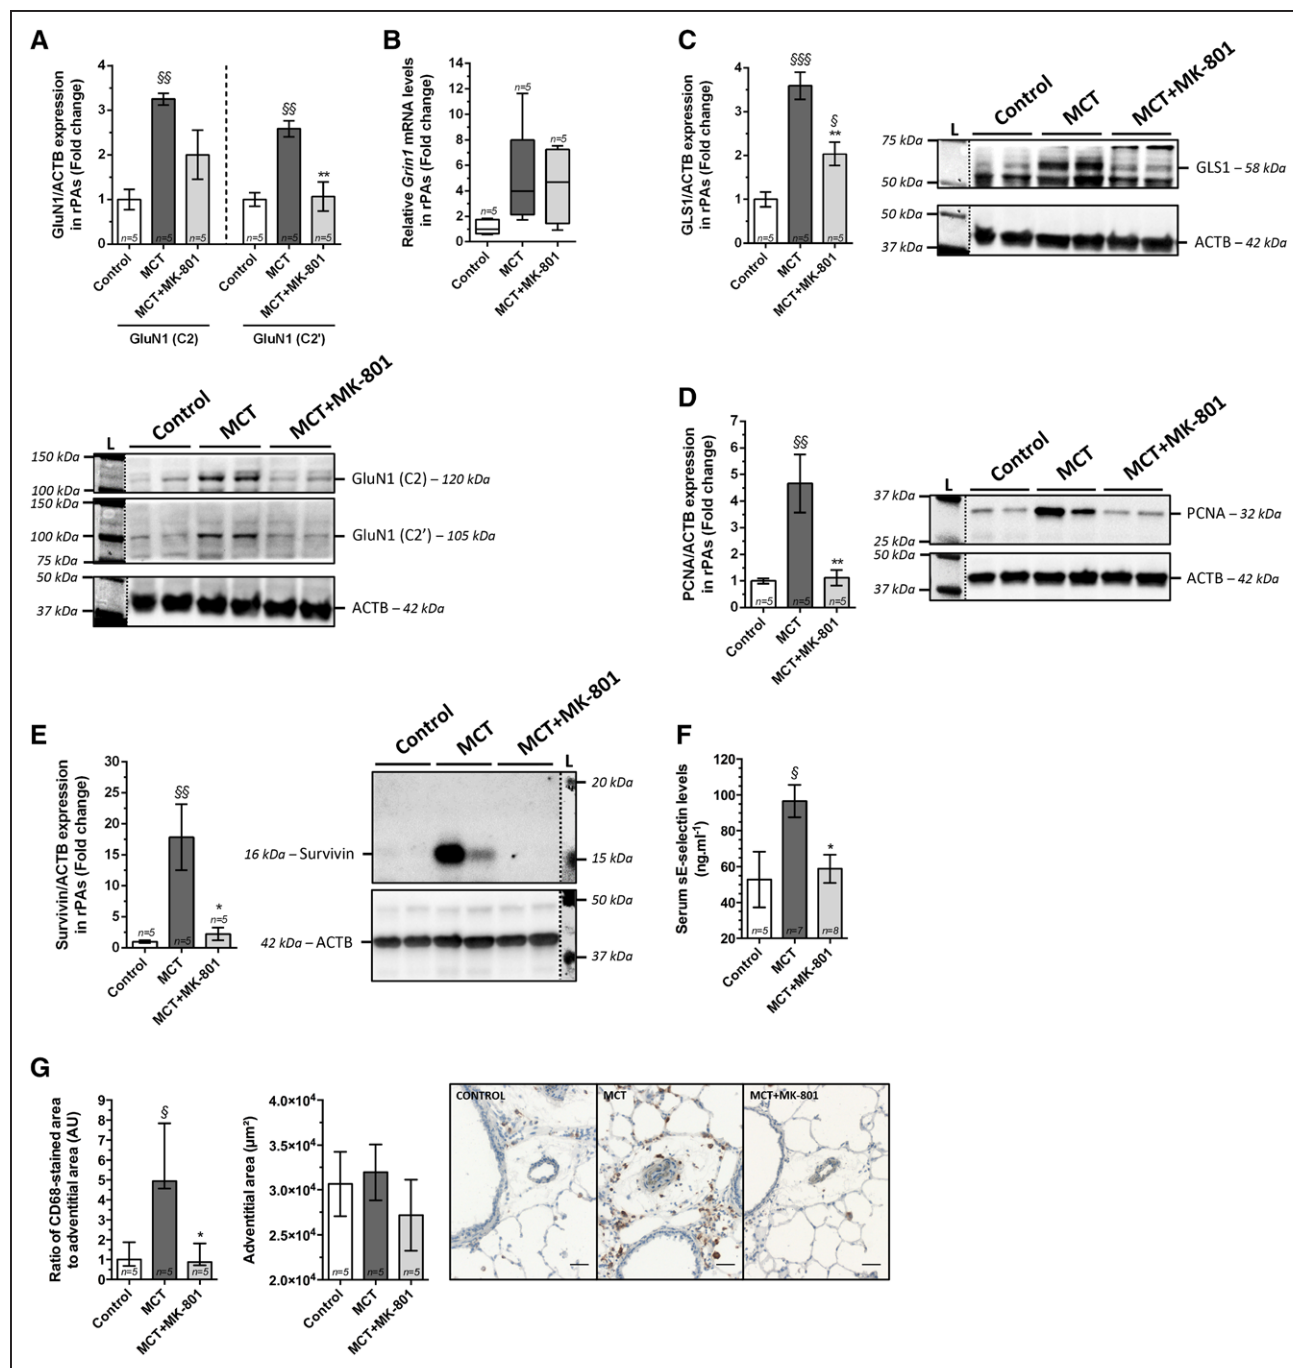 A
GluN1/ACTB expression
in rPAs (Fold change)
4
3
2
1
0
§§
§§
**
n=5
n=5
n=5
n=5
n=5
n=5
Control
MCT
MCT+MK-801
Control
MCT
MCT+MK-801
GluN1 (C2)
GluN1 (C2')
B
Relative Grin1 mRNA levels
in rPAs (Fold change)
14
12
10
8
6
4
2
0
n=5
n=5
n=5
Control
MCT
MCT+MK-801
C
GLS1/ACTB expression
in rPAs (Fold change)
4
3
2
1
0
§§§
§
**
n=5
n=5
n=5
Control
MCT
MCT+MK-801
Control
MCT
MCT+MK-801
L
75 kDa
50 kDa
GLS1 – 58 kDa
50 kDa
37 kDa
ACTB – 42 kDa
Control
MCT
MCT+MK-801
L
150 kDa
100 kDa
GluN1 (C2) – 120 kDa
150 kDa
100 kDa
75 kDa
GluN1 (C2’) – 105 kDa
50 kDa
37 kDa
ACTB – 42 kDa
D
PCNA/ACTB expression
in rPAs (Fold change)
7
6
5
4
3
2
1
0
§§
**
n=5
n=5
n=5
Control
MCT
MCT+MK-801
Control
MCT
MCT+MK-801
L
37 kDa
25 kDa
PCNA – 32 kDa
50 kDa
37 kDa
ACTB – 42 kDa
E
Survivin/ACTB expression
in rPAs (Fold change)
30
25
20
15
10
5
0
§§
*
n=5
n=5
n=5
Control
MCT
MCT+MK-801
Control
MCT
MCT+MK-801
L
20 kDa
16 kDa – Survivin
15 kDa
50 kDa
42 kDa – ACTB
37 kDa
F
Serum sE-selectin levels
(ng.ml⁻¹)
120
100
80
60
40
20
§
*
n=5
n=7
n=8
Control
MCT
MCT+MK-801
G
Ratio of CD68-stained area
to adventitial area (AU)
9
8
7
6
5
4
3
2
1
0
§
*
n=5
n=5
n=5
Control
MCT
MCT+MK-801
Adventitial area (µm²)
4.0×10⁴
3.5×10⁴
3.0×10⁴
2.5×10⁴
2.0×10⁴
n=5
n=5
n=5
Control
MCT
MCT+MK-801
CONTROL
MCT
MCT+MK-801